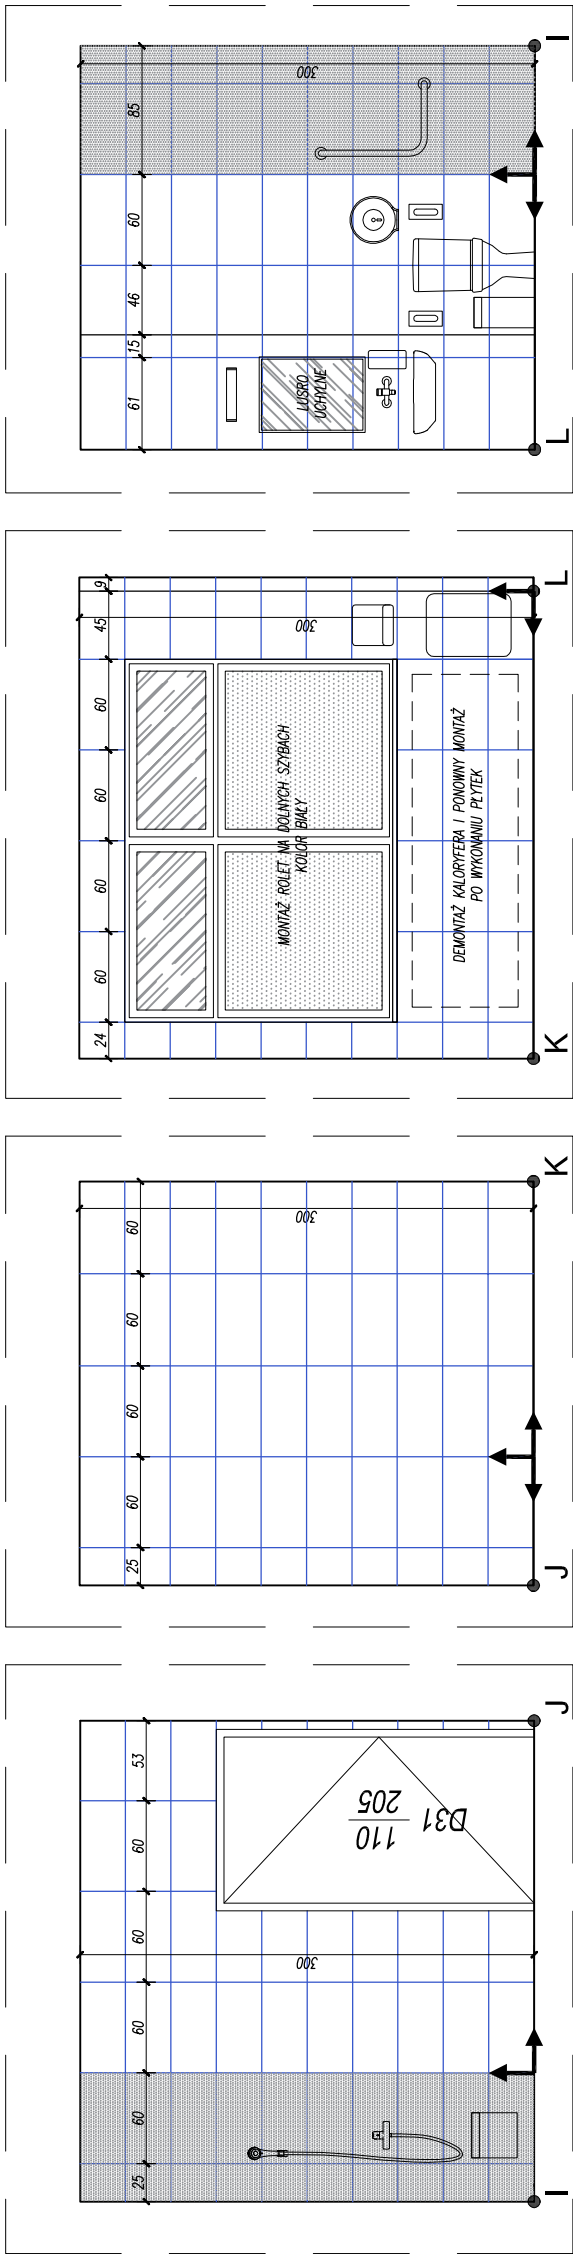 300
85
60
46
15
61
LUSRO
UCHYLNE
I
L
9
45
300
60
60
60
60
24
MONTAŻ ROLET NA DOLNYCH SZYBACH
KOLOR BIAŁY
DEMONTAŻ KALORYFERA I PONOWNY MONTAŻ
PO WYKONANIU PŁYTEK
L
K
60
60
60
60
25
300
K
J
53
60
60
60
60
25
300
D31
110
205
J
I